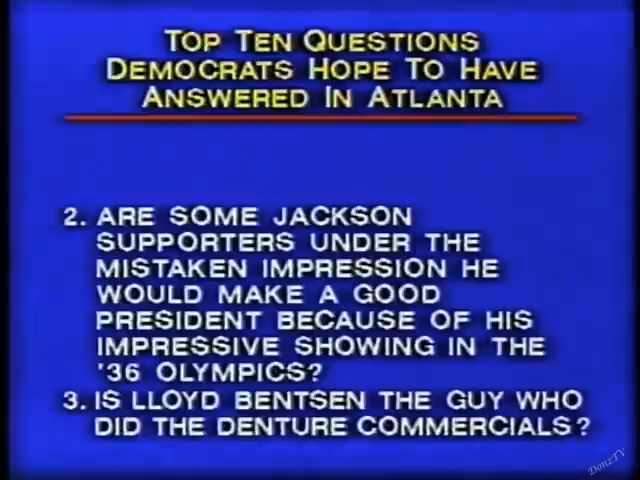 TOP TEN QUESTIONS
DEMOCRATS HOPE TO HAVE
ANSWERED IN ATLANTA
2. ARE SOME JACKSON
SUPPORTERS UNDER THE
MISTAKEN IMPRESSION HE
WOULD MAKE A GOOD
PRESIDENT BECAUSE OF HIS
IMPRESSIVE SHOWING IN THE
'36 OLYMPICS?
3. IS LLOYD BENTSEN THE GUY WHO
DID THE DENTURE COMMERCIALS?
DonzTV